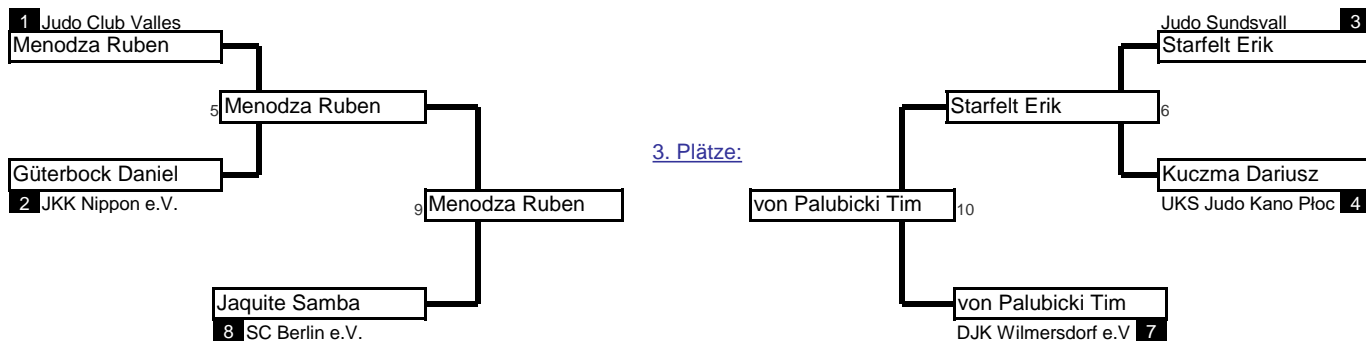 1 Judo Club Valles
Judo Sundsvall 3
Menodza Ruben
Starfelt Erik
5 Menodza Ruben
Starfelt Erik 6
3. Plätze:
Güterbock Daniel
Kuczma Dariusz
2 JKK Nippon e.V.
UKS Judo Kano Płoc 4
9 Menodza Ruben
von Palubicki Tim 10
Jaquite Samba
von Palubicki Tim
8 SC Berlin e.V.
DJK Wilmersdorf e.V 7